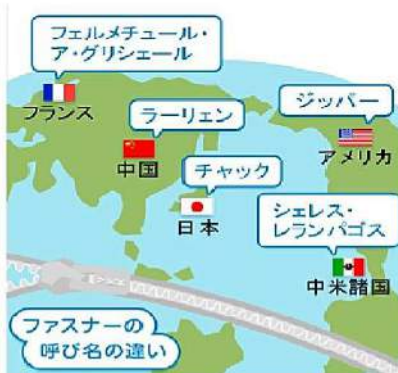 フェルメチュール・
ア・グリシェール
フランス
ラーリェン
中国
チャック
日本
ジッパー
アメリカ
シェレス・
レランパゴス
中米諸国
ファスナーの
呼び名の違い